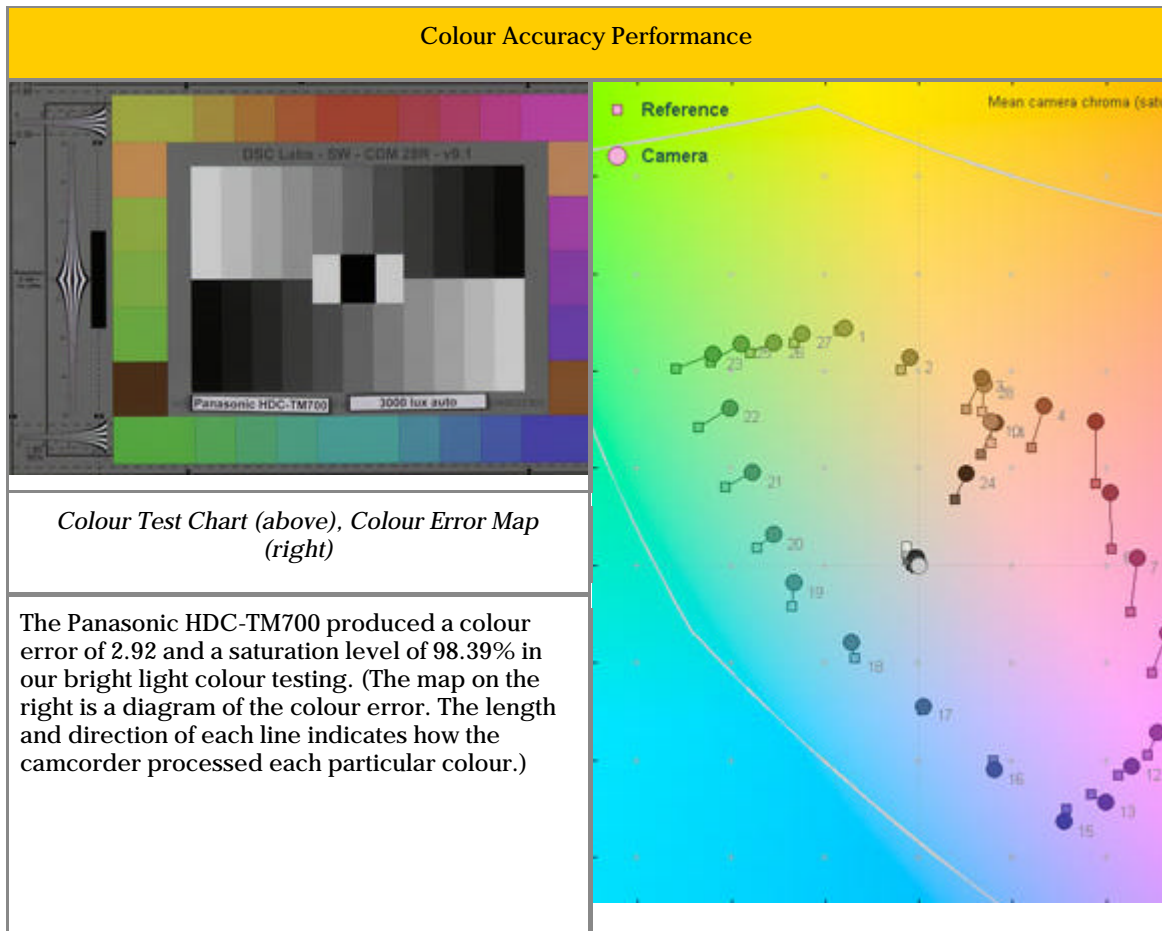 Colour Accuracy Performance
DSC Labs - SW - CDM 28R - v9.1
Panasonic HDC-TM700
3000 lux auto
Reference
Camera
Mean camera chroma (satu
1
2
4
7
12
13
15
16
17
18
19
20
21
22
23
24
26
27
Colour Test Chart (above), Colour Error Map
(right)
The Panasonic HDC-TM700 produced a colour
error of 2.92 and a saturation level of 98.39% in
our bright light colour testing. (The map on the
right is a diagram of the colour error. The length
and direction of each line indicates how the
camcorder processed each particular colour.)